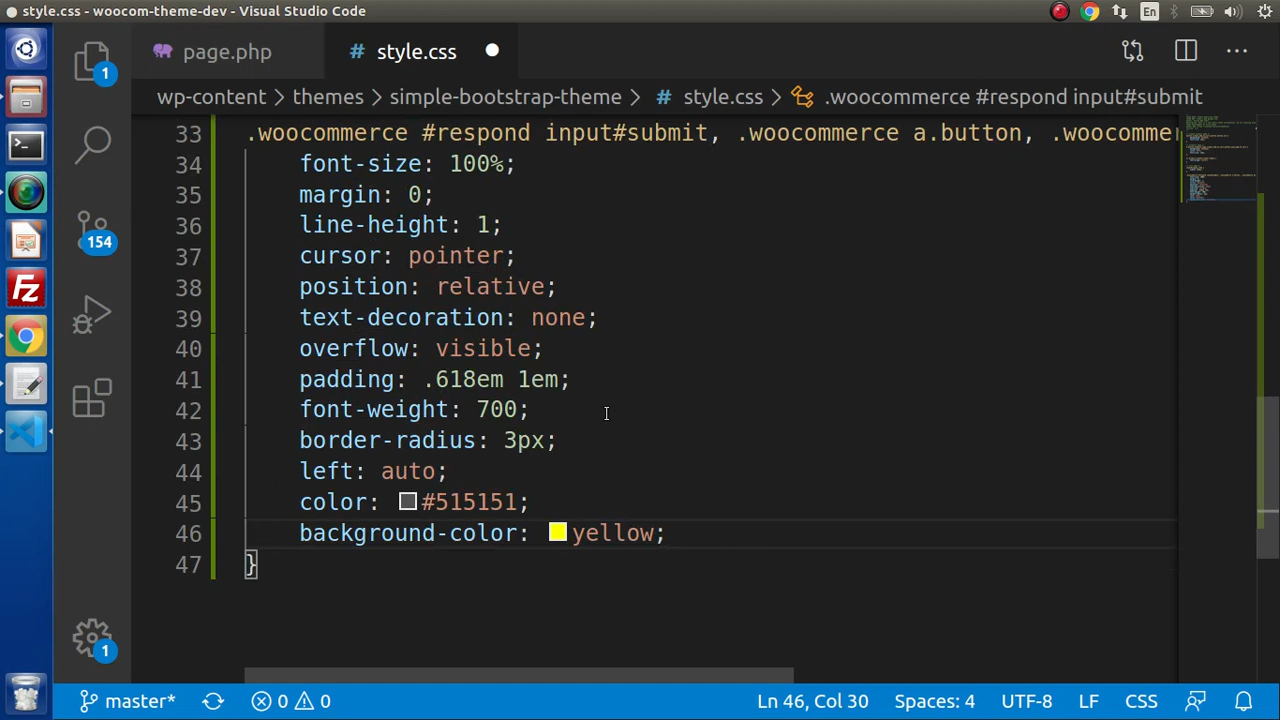 style.css - woocom-theme-dev - Visual Studio Code
En
page.php
# style.css
wp-content > themes > simple-bootstrap-theme > # style.css > .woocommerce #respond input#submit
33 .woocommerce #respond input#submit, .woocommerce a.button, .woocommer
34 font-size: 100%;
35 margin: 0;
36 line-height: 1;
37 cursor: pointer;
38 position: relative;
39 text-decoration: none;
40 overflow: visible;
41 padding: .618em 1em;
42 font-weight: 700;
43 border-radius: 3px;
44 left: auto;
45 color: #515151;
46 background-color: yellow;
47 }
1
154
1
Fz
master* 0 0 Ln 46, Col 30 Spaces: 4 UTF-8 LF CSS